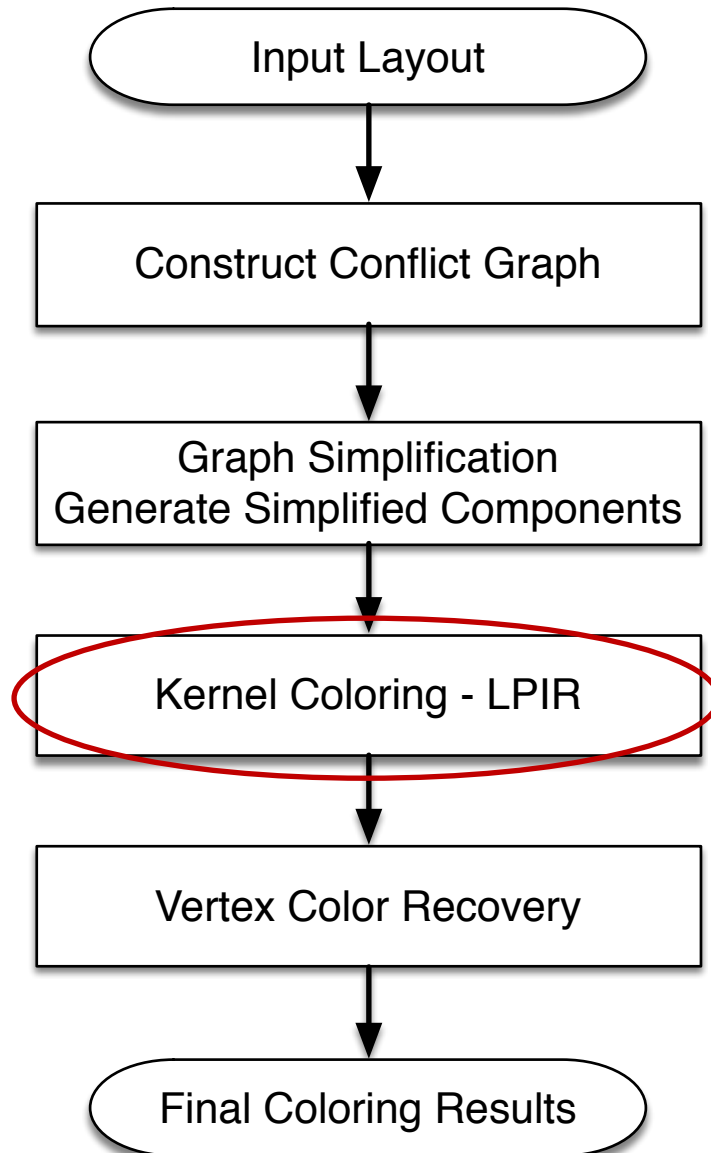 Input Layout
Construct Conflict Graph
Graph Simplification
Generate Simplified Components
Kernel Coloring - LPIR
Vertex Color Recovery
Final Coloring Results